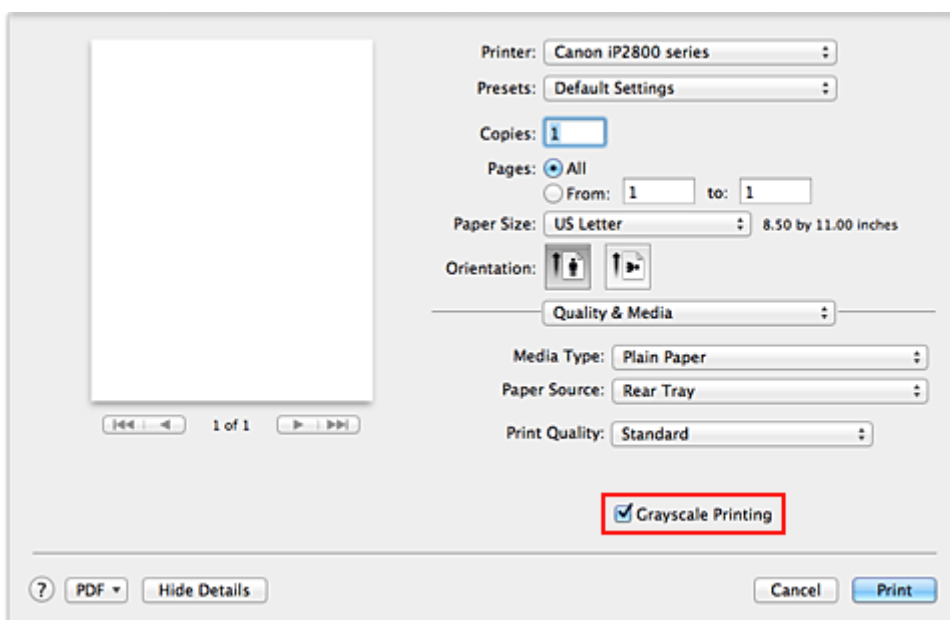 Printer: Canon iP2800 series
Presets: Default Settings
Copies: 1
Pages: All
From: 1 to: 1
Paper Size: US Letter 8.50 by 11.00 inches
Orientation:
Quality & Media
Media Type: Plain Paper
Paper Source: Rear Tray
1 of 1
Print Quality: Standard
Grayscale Printing
? PDF Hide Details Cancel Print